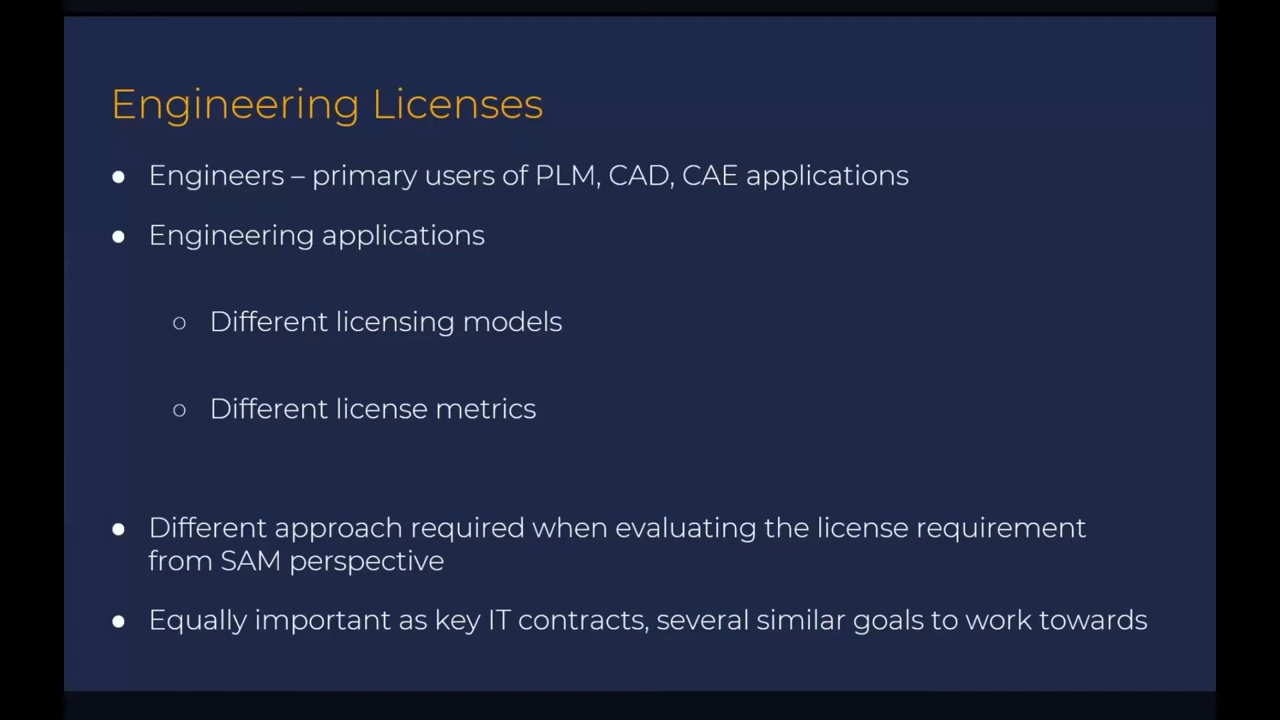 Engineering Licenses
● Engineers – primary users of PLM, CAD, CAE applications
● Engineering applications
○ Different licensing models
○ Different license metrics
● Different approach required when evaluating the license requirement
from SAM perspective
● Equally important as key IT contracts, several similar goals to work towards